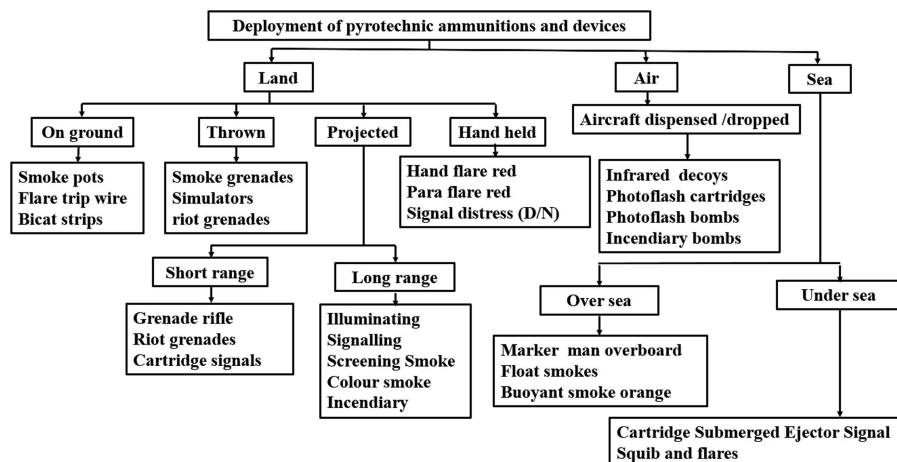 Deployment of pyrotechnic ammunitions and devices
Land
Air
Sea
On ground
Thrown
Projected
Hand held
Aircraft dispensed /dropped
Smoke pots
Flare trip wire
Bicat strips
Smoke grenades
Simulators
riot grenades
Hand flare red
Para flare red
Signal distress (D/N)
Infrared decoys
Photoflash cartridges
Photoflash bombs
Incendiary bombs
Short range
Long range
Over sea
Under sea
Grenade rifle
Riot grenades
Cartridge signals
Illuminating
Signalling
Screening Smoke
Colour smoke
Incendiary
Marker man overboard
Float smokes
Buoyant smoke orange
Cartridge Submerged Ejector Signal
Squib and flares